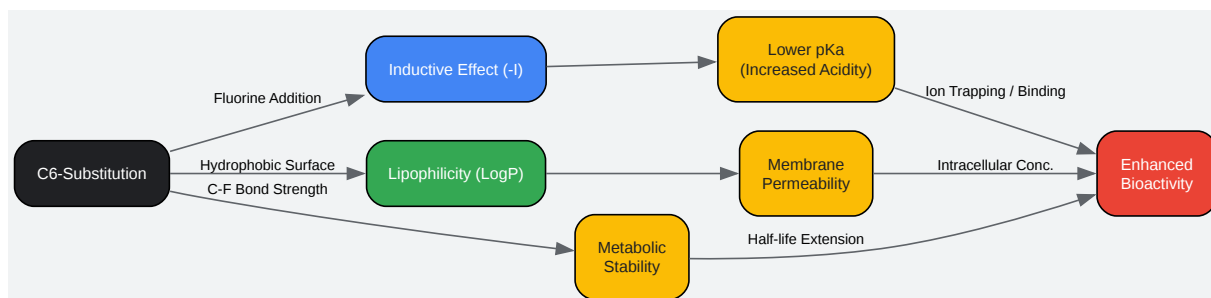 Fluorine Addition
Inductive Effect (-I)
Lower pKa
(Increased Acidity)
Ion Trapping / Binding
C6-Substitution
Hydrophobic Surface
C-F Bond Strength
Lipophilicity (LogP)
Membrane
Permeability
Intracellular Conc.
Enhanced
Bioactivity
Metabolic
Stability
Half-life Extension